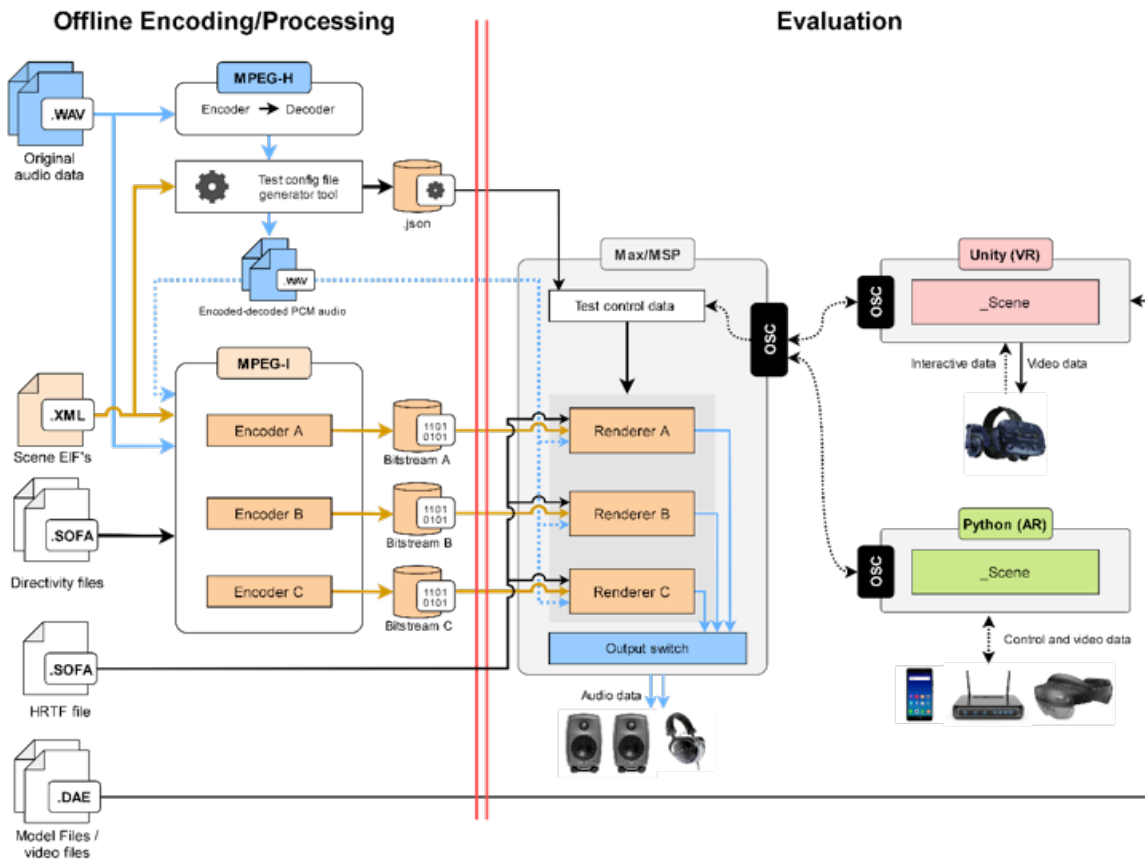 Offline Encoding/Processing
Evaluation
MPEG-H
Encoder
Decoder
.WAV
Original
audio data
Test config file
generator tool
.json
.WAV
Encoded-decoded PCM audio
MPEG-I
.XML
Scene EIF's
Encoder A
1101
0101
Bitstream A
.SOFA
Directivity files
Encoder B
1101
0101
Bitstream B
Encoder C
1101
0101
Bitstream C
.SOFA
HRTF file
.DAE
Model Files /
video files
Max/MSP
Test control data
OSC
Renderer A
Renderer B
Renderer C
Output switch
Audio data
Unity (VR)
OSC
_Scene
Interactive data
Video data
Python (AR)
OSC
_Scene
Control and video data